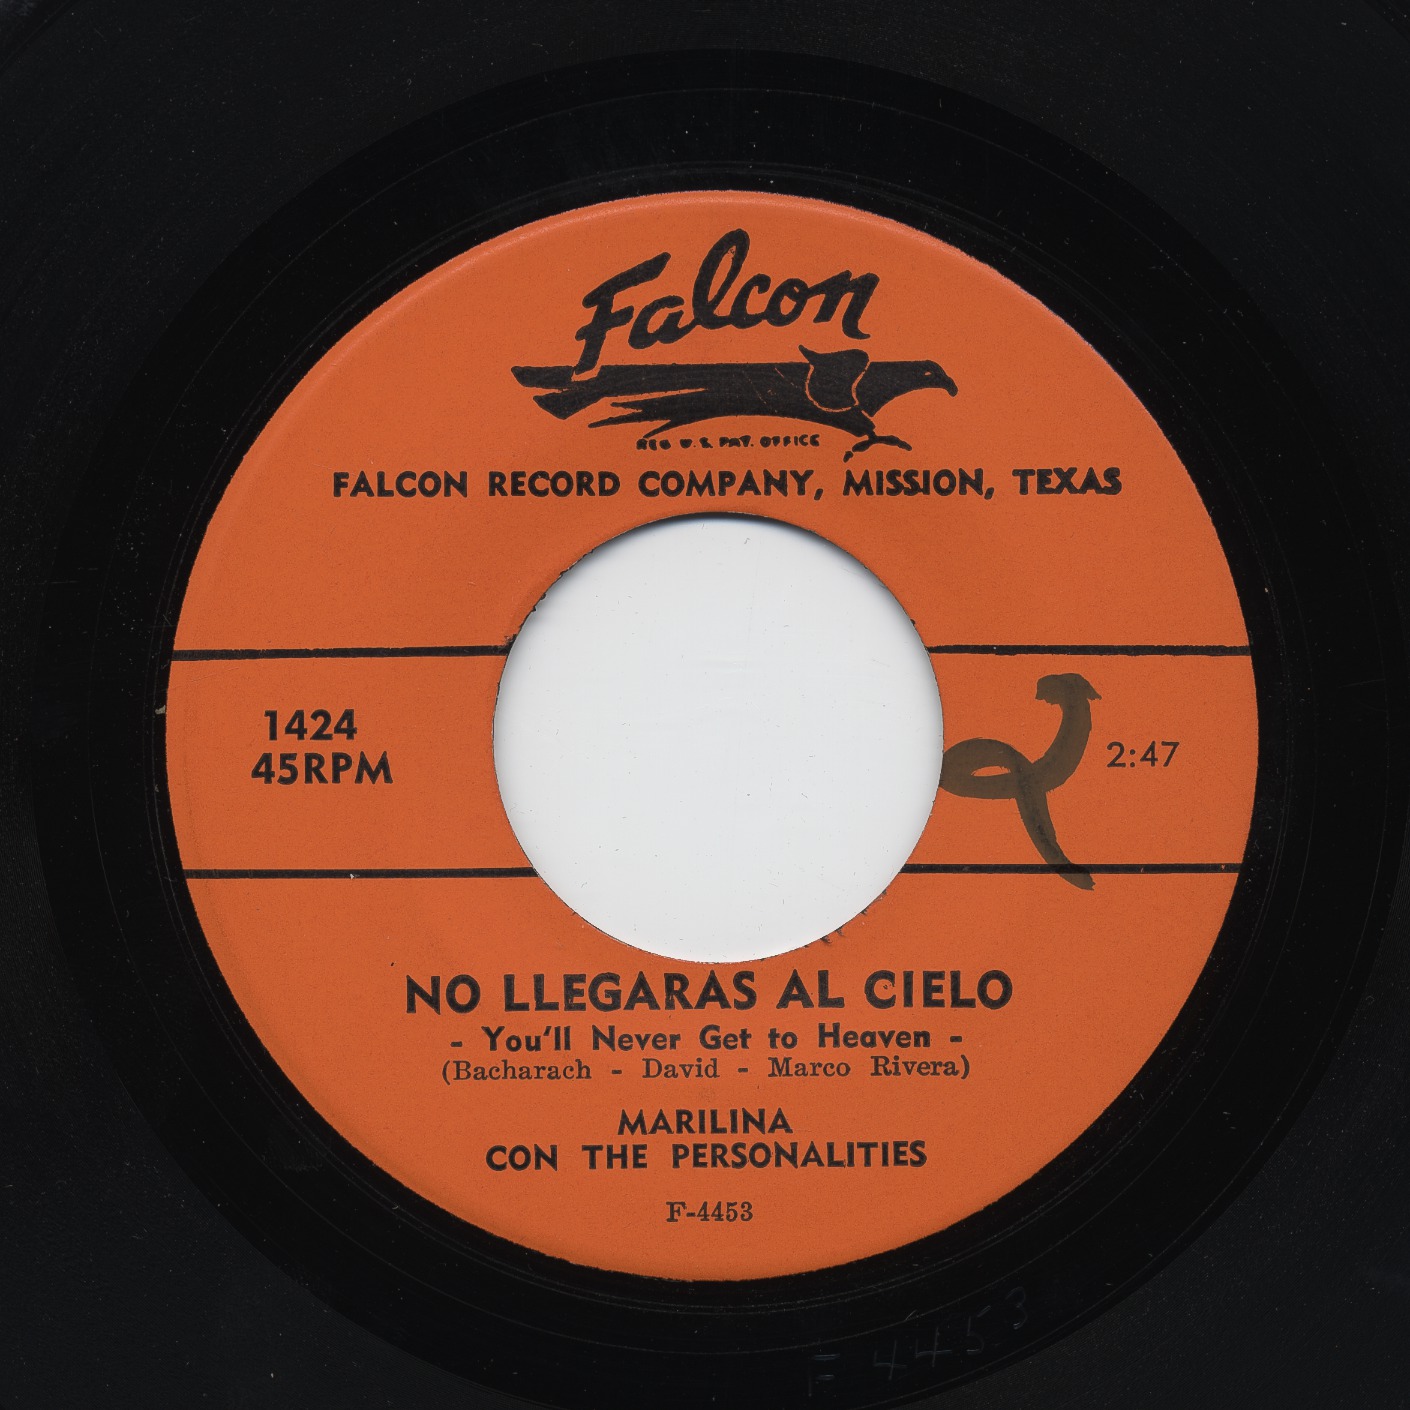 Falcon
REG U.S. PAT. OFFICE
FALCON RECORD COMPANY, MISSION, TEXAS
1424
45RPM
2:47
NO LLEGARAS AL CIELO
- You'll Never Get to Heaven -
(Bacharach - David - Marco Rivera)
MARILINA
CON THE PERSONALITIES
F-4453
F 4453